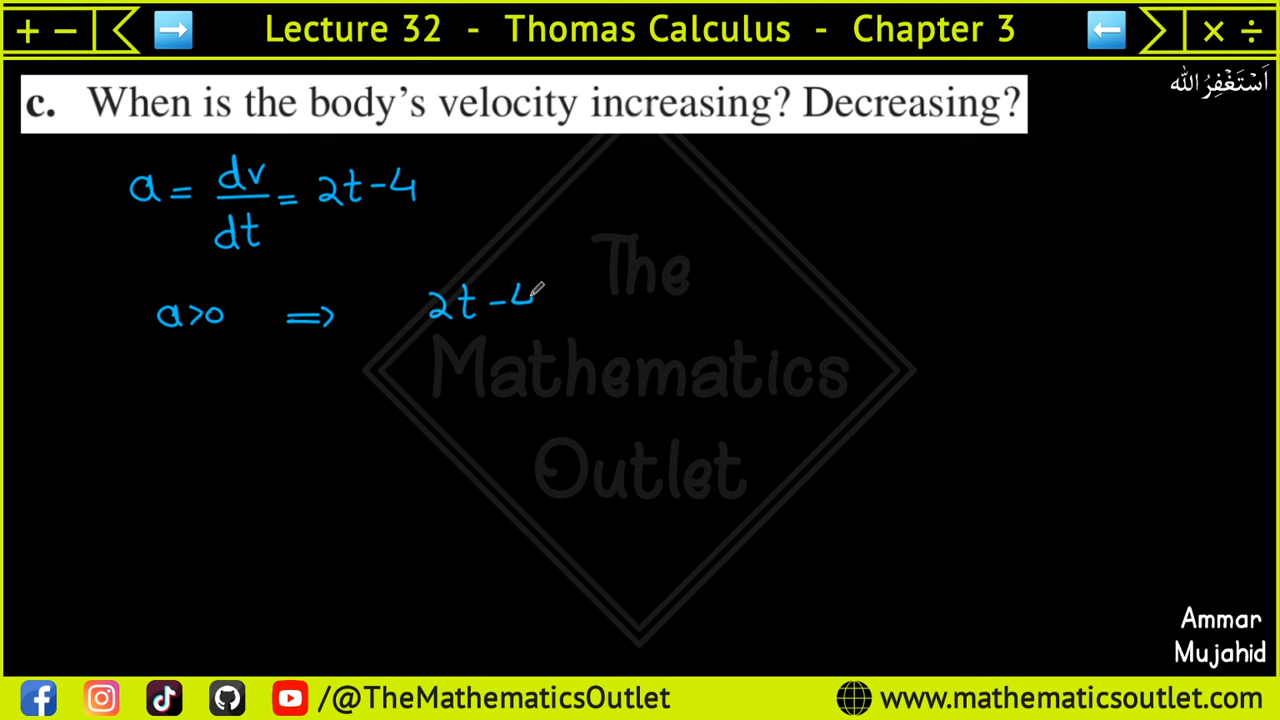 + − ➡ Lecture 32 - Thomas Calculus - Chapter 3 ⬅ × ÷
اَسْتَغْفِرُ اللّٰه
c. When is the body's velocity increasing? Decreasing?
a = dv/dt = 2t-4
a>0 ⇒ 2t-4
The
Mathematics
Outlet
Ammar
Mujahid
/@TheMathematicsOutlet www.mathematicsoutlet.com